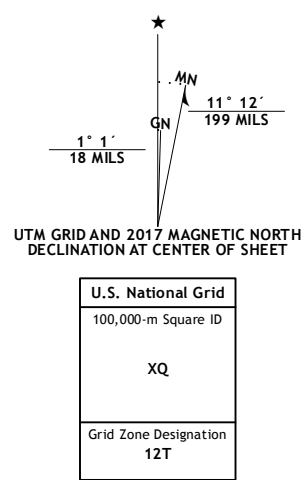 ★
MN
GN
11° 12´
199 MILS
1° 1´
18 MILS
UTM GRID AND 2017 MAGNETIC NORTH
DECLINATION AT CENTER OF SHEET
U.S. National Grid
100,000-m Square ID
XQ
Grid Zone Designation
12T